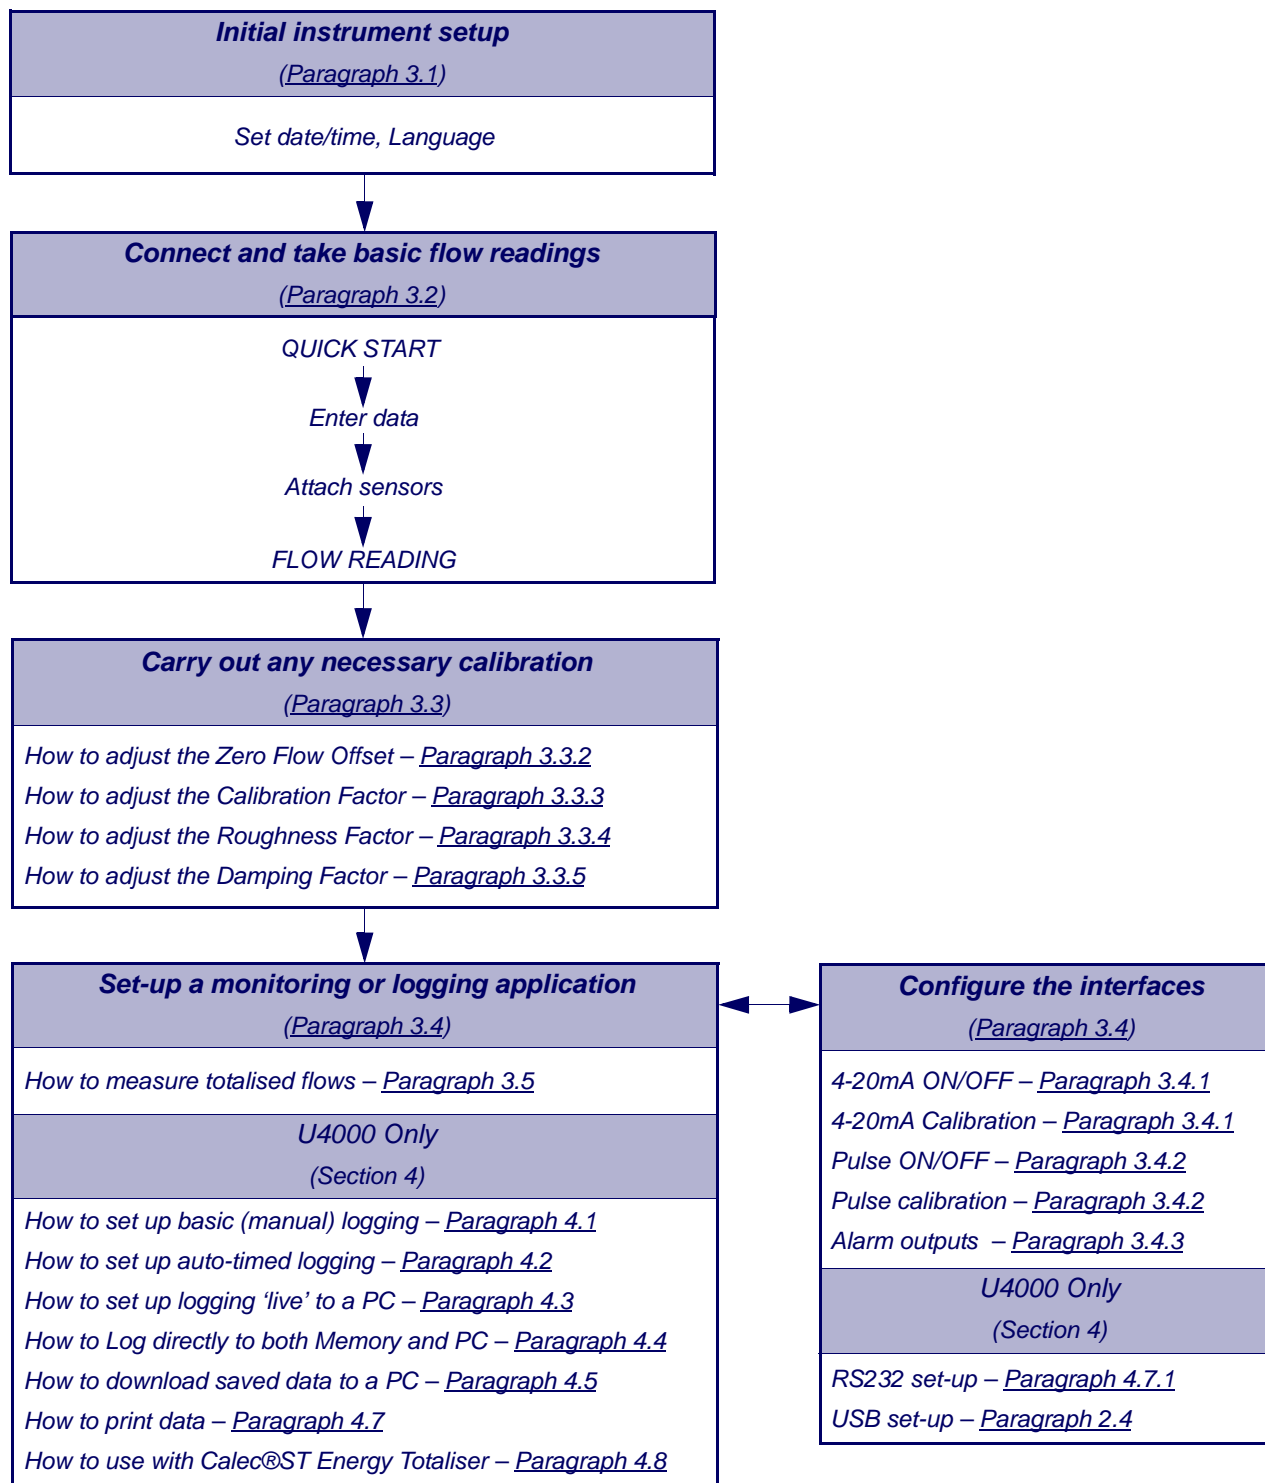 Initial instrument setup
(Paragraph 3.1)
Set date/time, Language
Connect and take basic flow readings
(Paragraph 3.2)
QUICK START
Enter data
Attach sensors
FLOW READING
Carry out any necessary calibration
(Paragraph 3.3)
How to adjust the Zero Flow Offset – Paragraph 3.3.2
How to adjust the Calibration Factor – Paragraph 3.3.3
How to adjust the Roughness Factor – Paragraph 3.3.4
How to adjust the Damping Factor – Paragraph 3.3.5
Set-up a monitoring or logging application
(Paragraph 3.4)
How to measure totalised flows – Paragraph 3.5
U4000 Only
(Section 4)
How to set up basic (manual) logging – Paragraph 4.1
How to set up auto-timed logging – Paragraph 4.2
How to set up logging ‘live’ to a PC – Paragraph 4.3
How to Log directly to both Memory and PC – Paragraph 4.4
How to download saved data to a PC – Paragraph 4.5
How to print data – Paragraph 4.7
How to use with Calec®ST Energy Totaliser – Paragraph 4.8
Configure the interfaces
(Paragraph 3.4)
4-20mA ON/OFF – Paragraph 3.4.1
4-20mA Calibration – Paragraph 3.4.1
Pulse ON/OFF – Paragraph 3.4.2
Pulse calibration – Paragraph 3.4.2
Alarm outputs – Paragraph 3.4.3
U4000 Only
(Section 4)
RS232 set-up – Paragraph 4.7.1
USB set-up – Paragraph 2.4